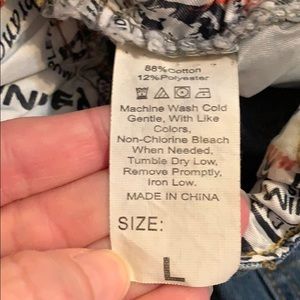 88%Cotton
12%Polyester
Machine Wash Cold
Gentle, With Like
Colors,
Non-Chlorine Bleach
When Needed.
Tumble Dry Low,
Remove Promptly,
Iron Low.
MADE IN CHINA
SIZE:
L